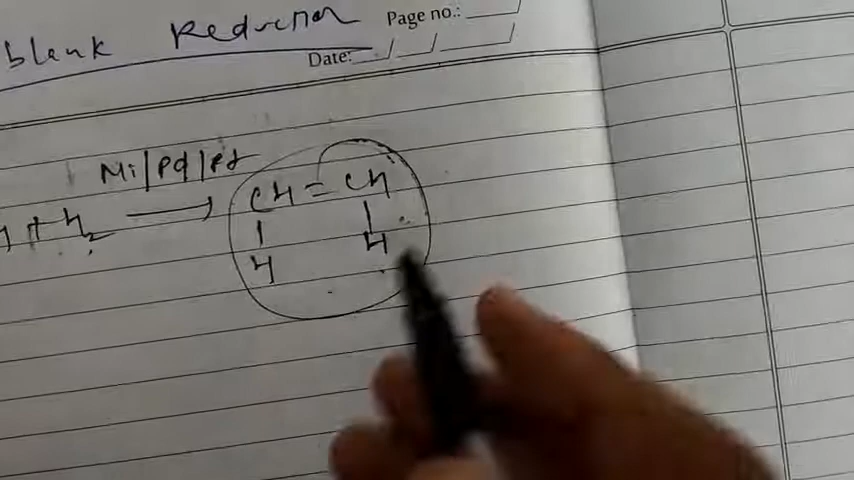 blank Reduction
Page no.:
Date:
Ni/Pd/Pt
+ H2 → CH = CH
| |
H H